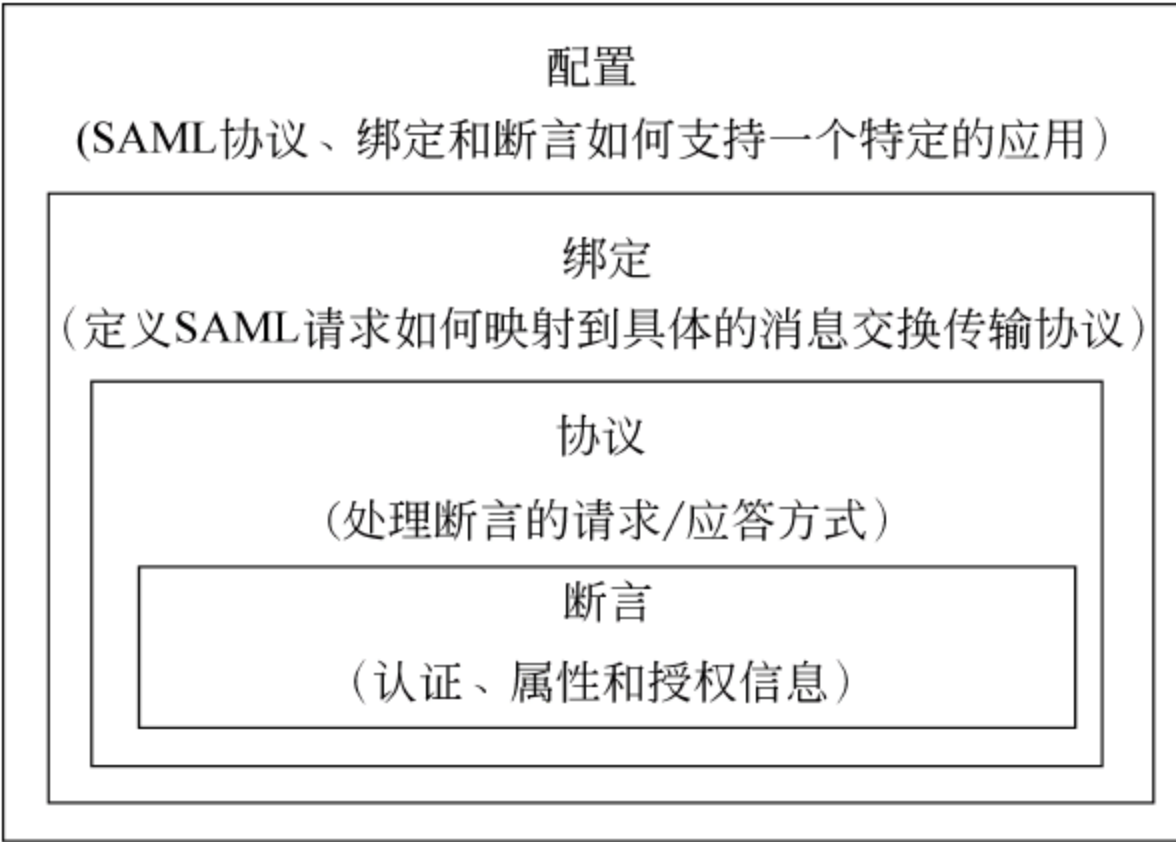 配置
(SAML协议、绑定和断言如何支持一个特定的应用)
绑定
(定义SAML请求如何映射到具体的消息交换传输协议)
协议
(处理断言的请求/应答方式)
断言
(认证、属性和授权信息)